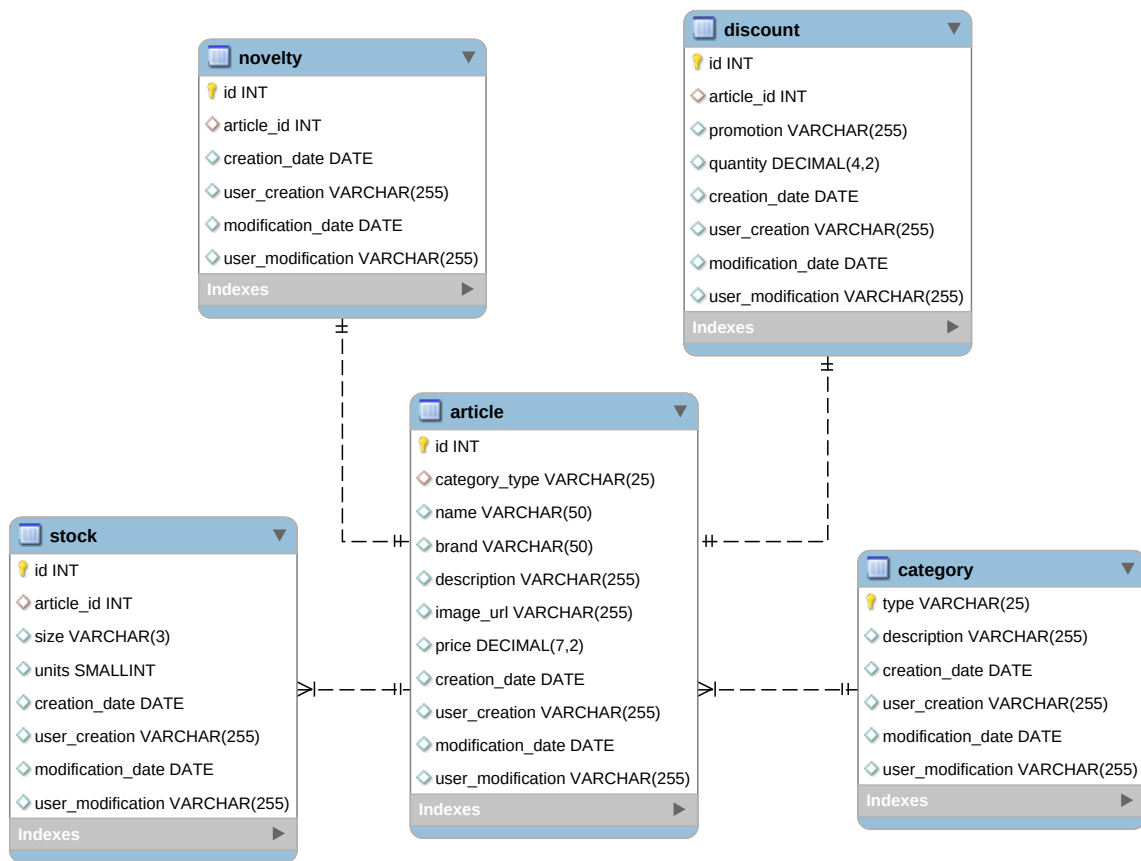 novelty
id INT
article_id INT
creation_date DATE
user_creation VARCHAR(255)
modification_date DATE
user_modification VARCHAR(255)
Indexes
discount
id INT
article_id INT
promotion VARCHAR(255)
quantity DECIMAL(4,2)
creation_date DATE
user_creation VARCHAR(255)
modification_date DATE
user_modification VARCHAR(255)
Indexes
article
id INT
category_type VARCHAR(25)
name VARCHAR(50)
brand VARCHAR(50)
description VARCHAR(255)
image_url VARCHAR(255)
price DECIMAL(7,2)
creation_date DATE
user_creation VARCHAR(255)
modification_date DATE
user_modification VARCHAR(255)
Indexes
stock
id INT
article_id INT
size VARCHAR(3)
units SMALLINT
creation_date DATE
user_creation VARCHAR(255)
modification_date DATE
user_modification VARCHAR(255)
Indexes
category
type VARCHAR(25)
description VARCHAR(255)
creation_date DATE
user_creation VARCHAR(255)
modification_date DATE
user_modification VARCHAR(255)
Indexes